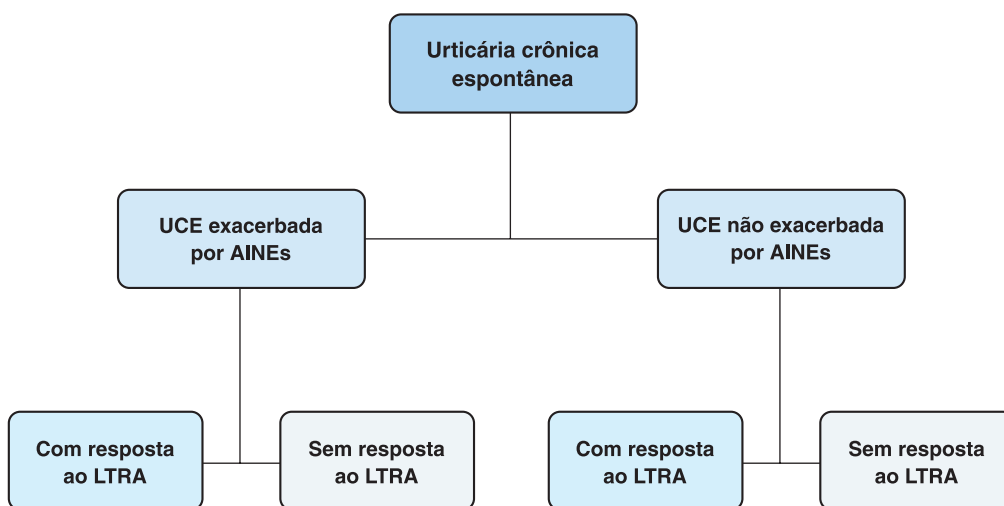 Urticária crônica
espontânea
UCE exacerbada
por AINEs
UCE não exacerbada
por AINEs
Com resposta
ao LTRA
Sem resposta
ao LTRA
Com resposta
ao LTRA
Sem resposta
ao LTRA